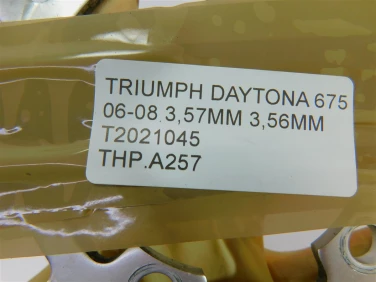 TRIUMPH DAYTONA 675
06-08 3,57MM 3,56MM
T2021045
THP.A257